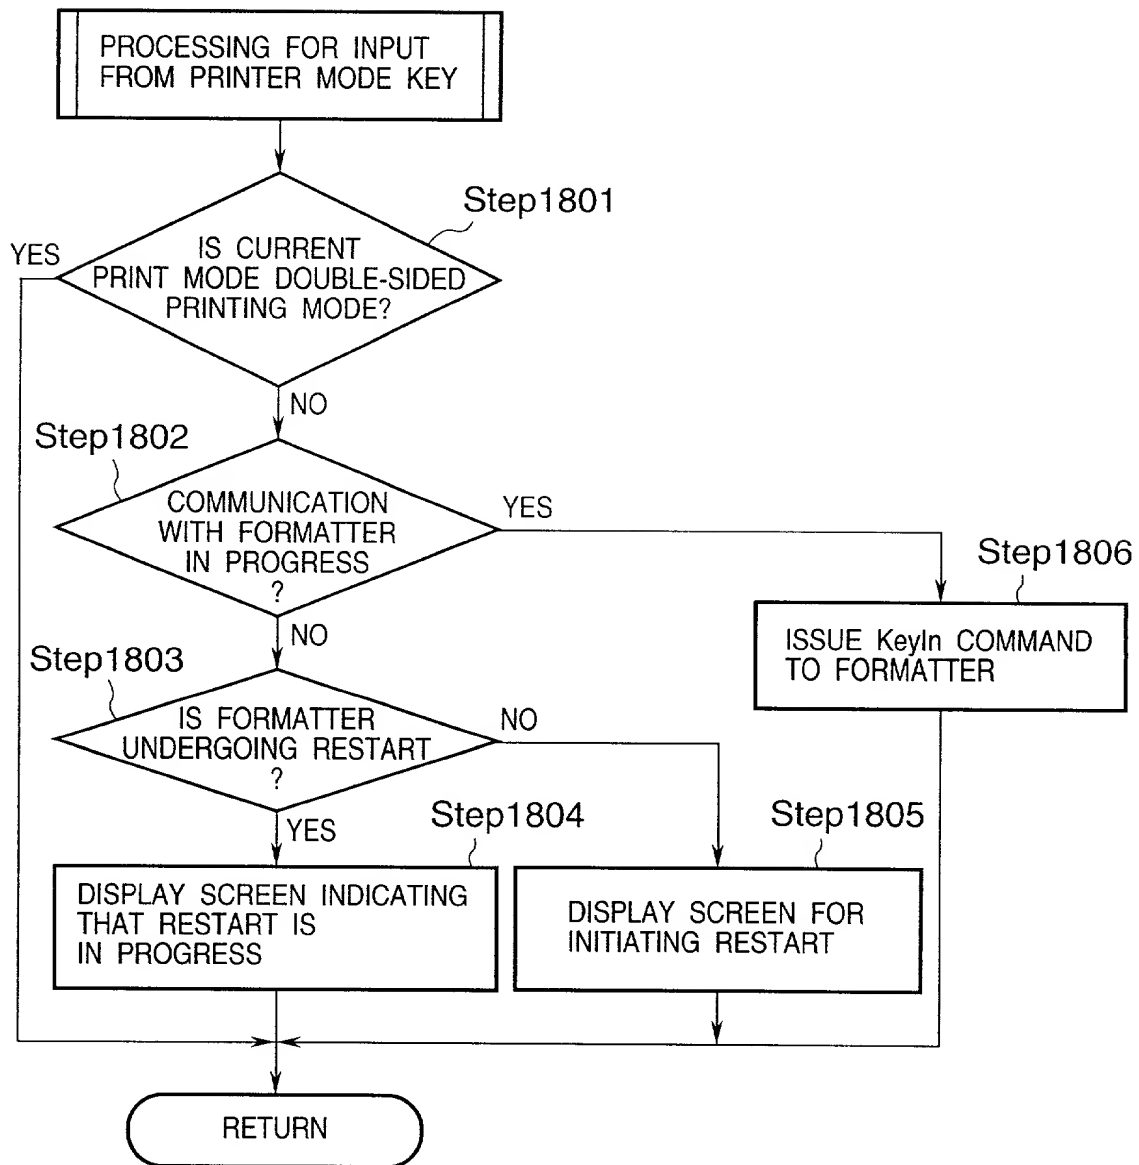 PROCESSING FOR INPUT
FROM PRINTER MODE KEY
Step1801
YES
IS CURRENT
PRINT MODE DOUBLE-SIDED
PRINTING MODE?
NO
Step1802
COMMUNICATION
WITH FORMATTER
IN PROGRESS
?
YES
Step1806
ISSUE KeyIn COMMAND
TO FORMATTER
NO
Step1803
IS FORMATTER
UNDERGOING RESTART
?
NO
YES
Step1804
DISPLAY SCREEN INDICATING
THAT RESTART IS
IN PROGRESS
Step1805
DISPLAY SCREEN FOR
INITIATING RESTART
RETURN